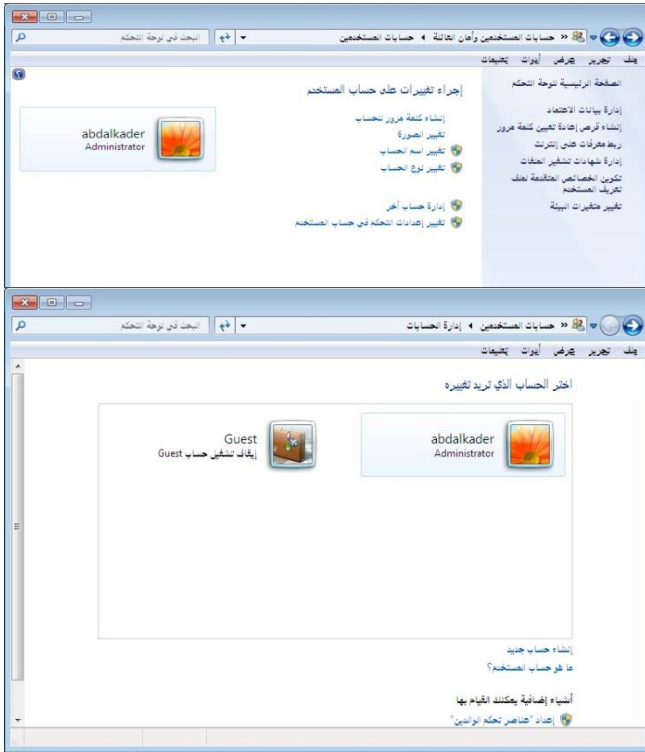 حسابات المستخدمين وأمان العائلة
حسابات المستخدمين
البحث في لوحة التحكم
ملف تحرير عرض أدوات تعليمات
الصفحة الرئيسية للوحة التحكم
إدارة بيانات الاعتماد
إنشاء قرص إعادة تعيين كلمة مرور
ربط معرفات على إنترنت
إدارة شهادات تشفير الملفات
تكوين الخصائص المتقدمة لملف
تعريف المستخدم
تغيير متغيرات البيئة
إجراء تغييرات على حساب المستخدم
إنشاء كلمة مرور للحساب
تغيير الصورة
تغيير اسم الحساب
تغيير نوع الحساب
إدارة حساب آخر
تغيير إعدادات التحكم في حساب المستخدم
abdalkader
Administrator
حسابات المستخدمين
إدارة الحسابات
البحث في لوحة التحكم
ملف تحرير عرض أدوات تعليمات
اختر الحساب الذي تريد تغييره
abdalkader
Administrator
Guest
إيقاف تشغيل حساب Guest
إنشاء حساب جديد
ما هو حساب المستخدم؟
أشياء إضافية يمكنك القيام بها
إعداد "عناصر تحكم الوالدين"